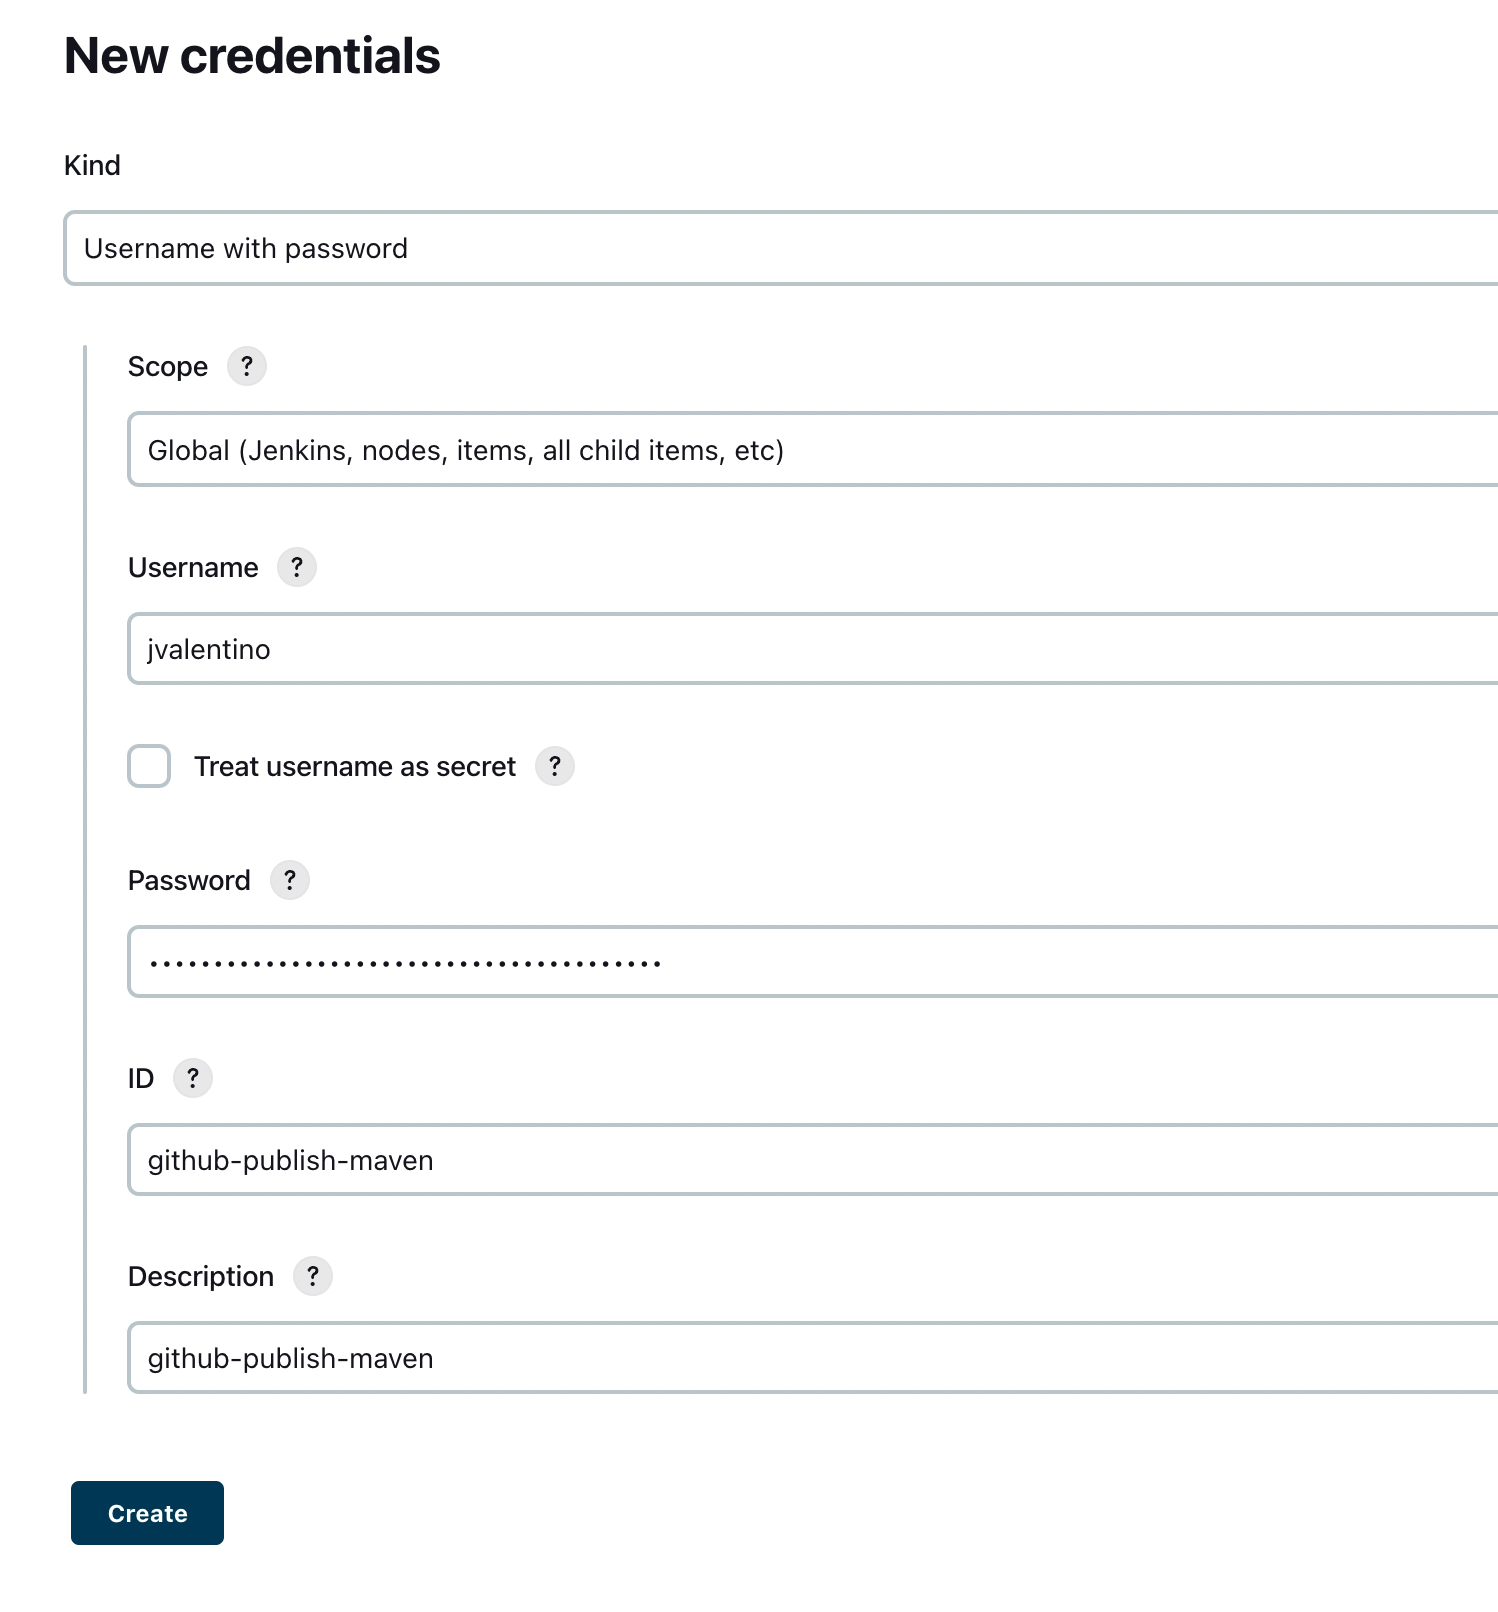 New credentials
Kind
Username with password
Scope ?
Global (Jenkins, nodes, items, all child items, etc)
Username ?
jvalentino
Treat username as secret ?
Password ?
••••••••••••••••••••••••••••••••••••••••
ID ?
github-publish-maven
Description ?
github-publish-maven
Create